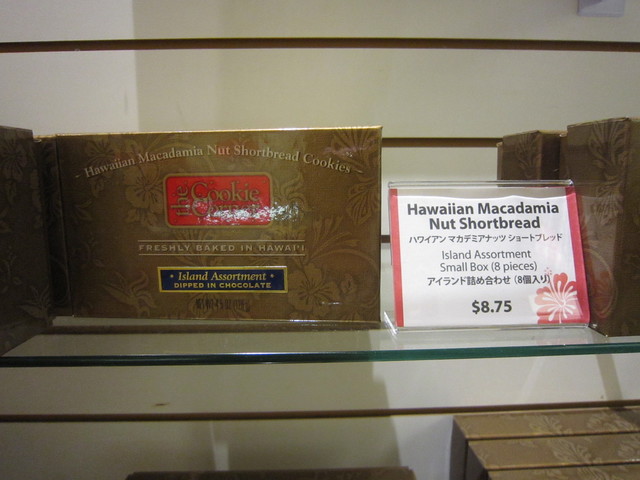 Hawaiian Macadamia Nut Shortbread Cookies
the Cookie
Corner
FRESHLY BAKED IN HAWAI'I
• Island Assortment •
DIPPED IN CHOCOLATE
Hawaiian Macadamia
Nut Shortbread
ハワイアン マカデミアナッツ ショートブレッド
Island Assortment
Small Box (8 pieces)
アイランド詰め合わせ (8個入り)
$8.75